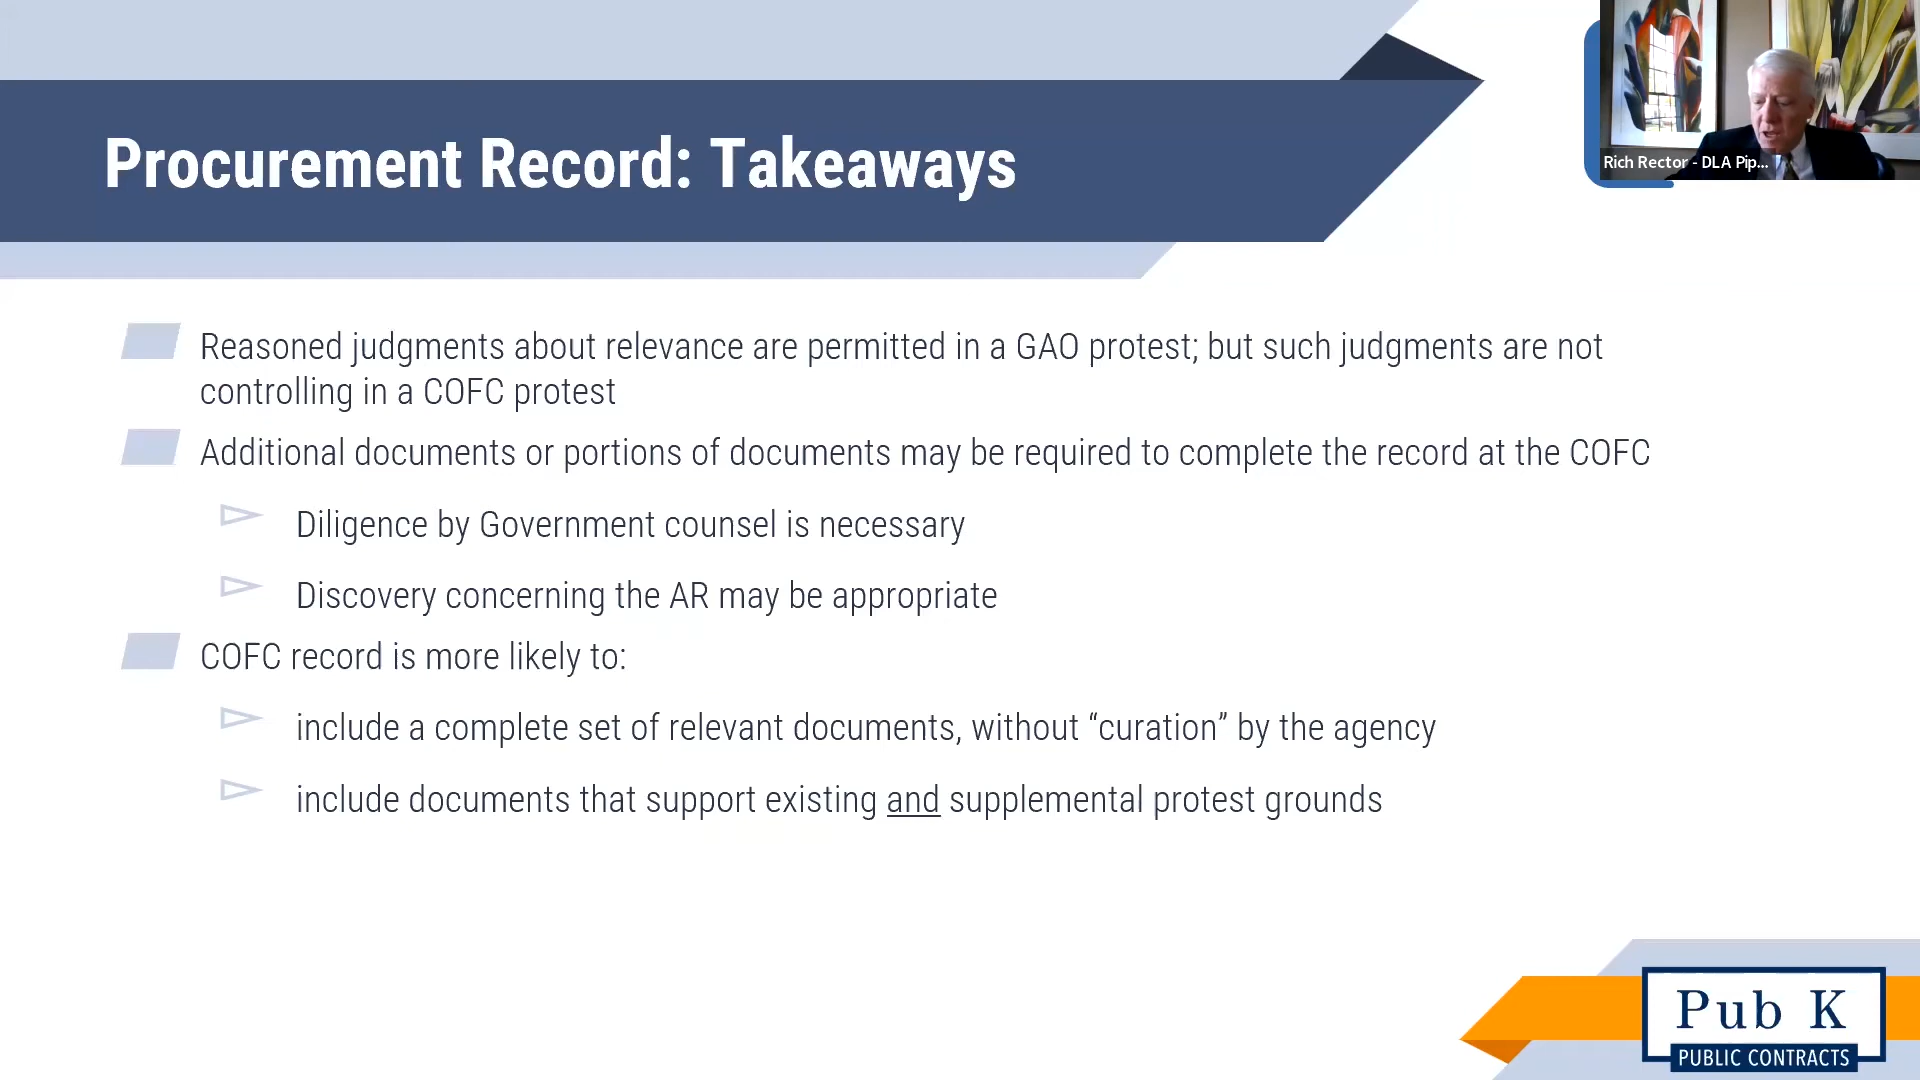 Procurement Record: Takeaways
Rich Rector - DLA Pip...
Reasoned judgments about relevance are permitted in a GAO protest; but such judgments are not
controlling in a COFC protest
Additional documents or portions of documents may be required to complete the record at the COFC
Diligence by Government counsel is necessary
Discovery concerning the AR may be appropriate
COFC record is more likely to:
include a complete set of relevant documents, without “curation” by the agency
include documents that support existing and supplemental protest grounds
Pub K
PUBLIC CONTRACTS